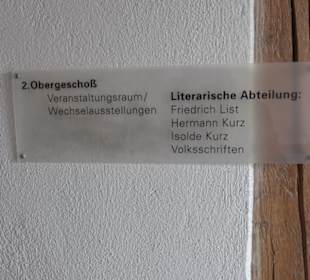 2.Obergeschoß
Veranstaltungsraum/
Wechselausstellungen
Literarische Abteilung:
Friedrich List
Hermann Kurz
Isolde Kurz
Volksschriften